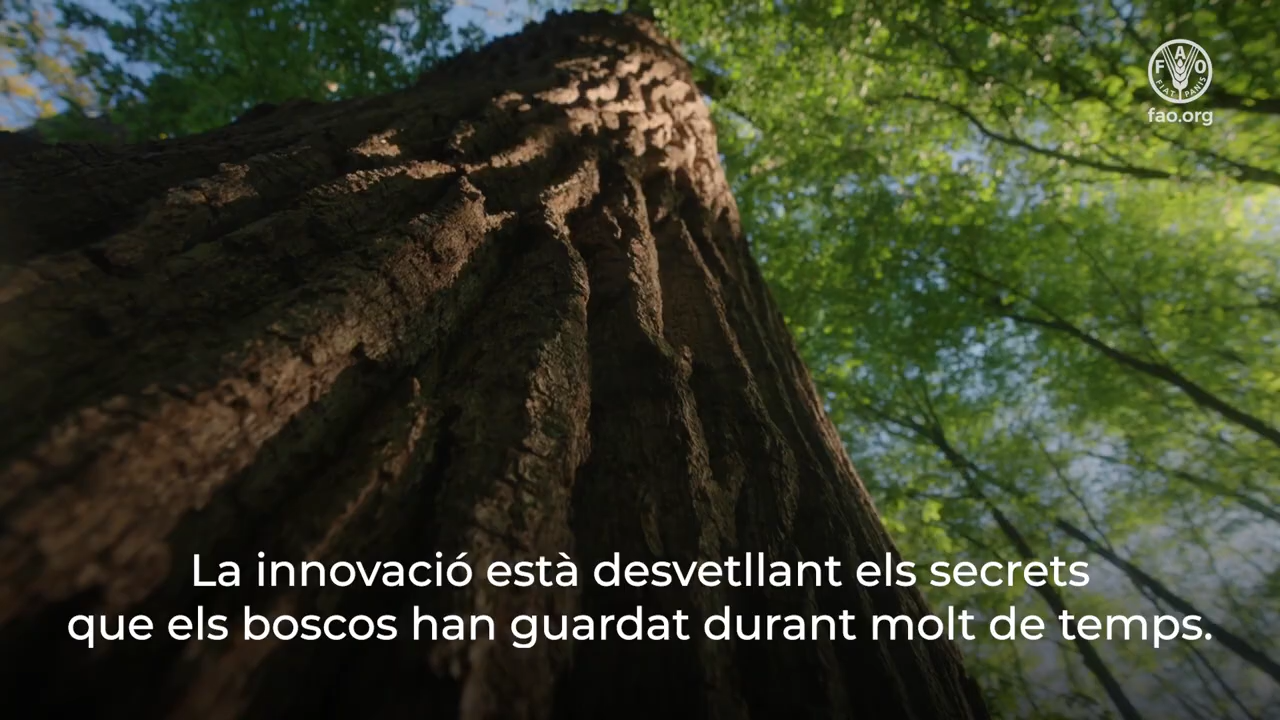 FAO
FIAT PANIS
fao.org
La innovació està desvetllant els secrets
que els boscos han guardat durant molt de temps.